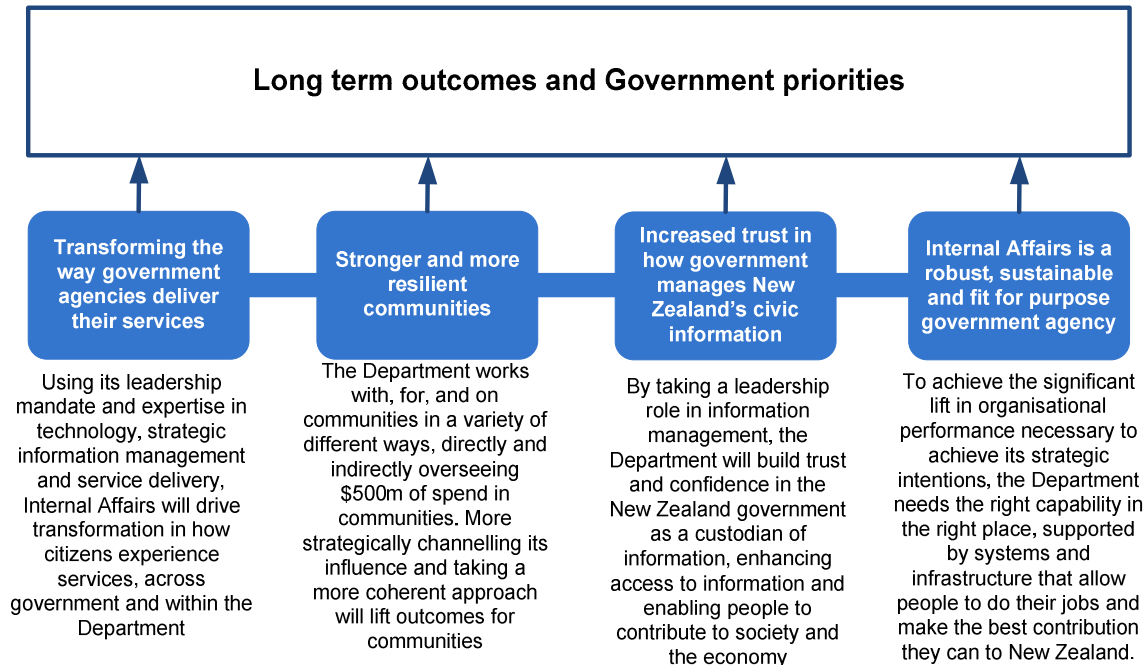 Long term outcomes and Government priorities
Transforming the
way government
agencies deliver
their services
Using its leadership
mandate and expertise in
technology, strategic
information management
and service delivery,
Internal Affairs will drive
transformation in how
citizens experience
services, across
government and within the
Department
Stronger and more
resilient
communities
The Department works
with, for, and on
communities in a variety of
different ways, directly and
indirectly overseeing
$500m of spend in
communities. More
strategically channelling its
influence and taking a
more coherent approach
will lift outcomes for
communities
Increased trust in
how government
manages New
Zealand’s civic
information
By taking a leadership
role in information
management, the
Department will build trust
and confidence in the
New Zealand government
as a custodian of
information, enhancing
access to information and
enabling people to
contribute to society and
the economy
Internal Affairs is a
robust, sustainable
and fit for purpose
government agency
To achieve the significant
lift in organisational
performance necessary to
achieve its strategic
intentions, the Department
needs the right capability in
the right place, supported
by systems and
infrastructure that allow
people to do their jobs and
make the best contribution
they can to New Zealand.